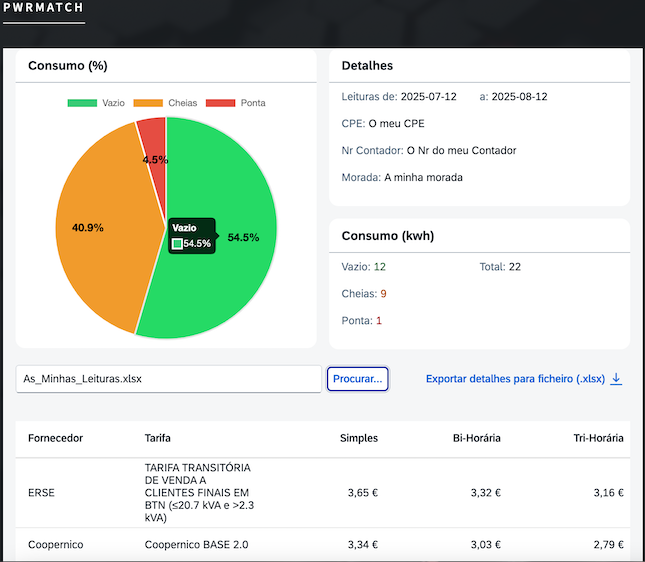 PWRMATCH
Consumo (%)
Vazio Cheias Ponta
4.5%
40.9%
Vazio
54.5%
54.5%
Detalhes
Leituras de: 2025-07-12 a: 2025-08-12
CPE: O meu CPE
Nr Contador: O Nr do meu Contador
Morada: A minha morada
Consumo (kwh)
Vazio: 12 Total: 22
Cheias: 9
Ponta: 1
As_Minhas_Leituras.xlsx Procurar... Exportar detalhes para ficheiro (.xlsx)
Fornecedor Tarifa Simples Bi-Horária Tri-Horária
TARIFA TRANSITÓRIA
DE VENDA A
ERSE CLIENTES FINAIS EM 3,65 € 3,32 € 3,16 €
BTN (≤20.7 kVA e >2.3
kVA)
Coopernico Coopernico BASE 2.0 3,34 € 3,03 € 2,79 €